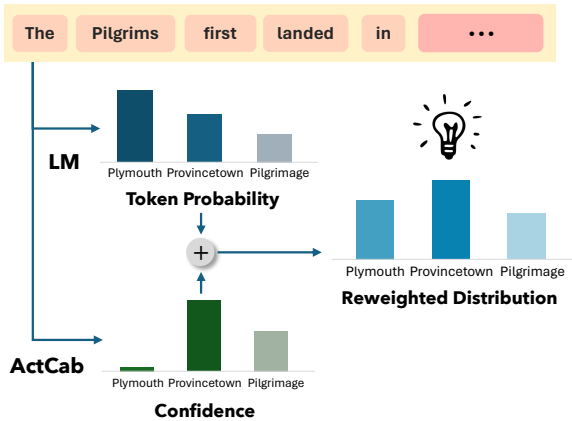 The Pilgrims first landed in ...
LM
Plymouth Provincetown Pilgrimage
Token Probability
+
Plymouth Provincetown Pilgrimage
Reweighted Distribution
ActCab
Plymouth Provincetown Pilgrimage
Confidence